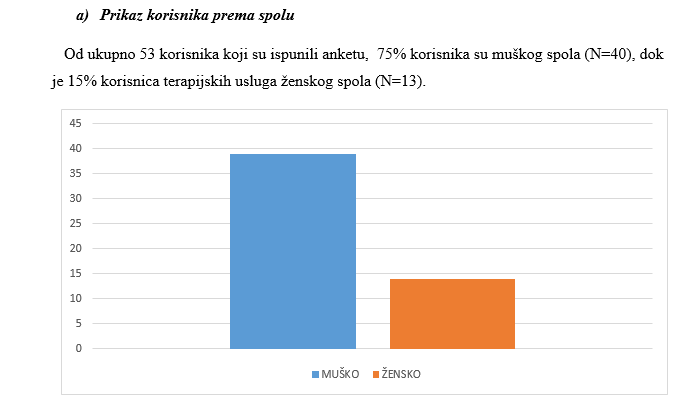 a) Prikaz korisnika prema spolu
Od ukupno 53 korisnika koji su ispunili anketu, 75% korisnika su muškog spola (N=40), dok
je 15% korisnica terapijskih usluga ženskog spola (N=13).
45
40
35
30
25
20
15
10
5
0
MUŠKO ŽENSKO